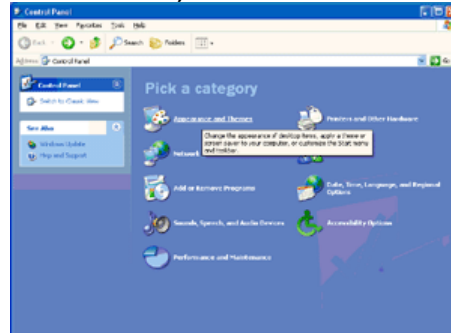 Control Panel
File Edit View Favorites Tools Help
Back Search Folders
Address Control Panel Go
Control Panel
Switch to Classic View
See Also
Windows Update
Help and Support
Pick a category
Appearance and Themes
Printers and Other Hardware
Change the appearance of desktop items, apply a theme or
screen saver to your computer, or customize the Start menu
and taskbar.
Network
Add or Remove Programs
Date, Time, Language, and Regional
Options
Sounds, Speech, and Audio Devices
Accessibility Options
Performance and Maintenance